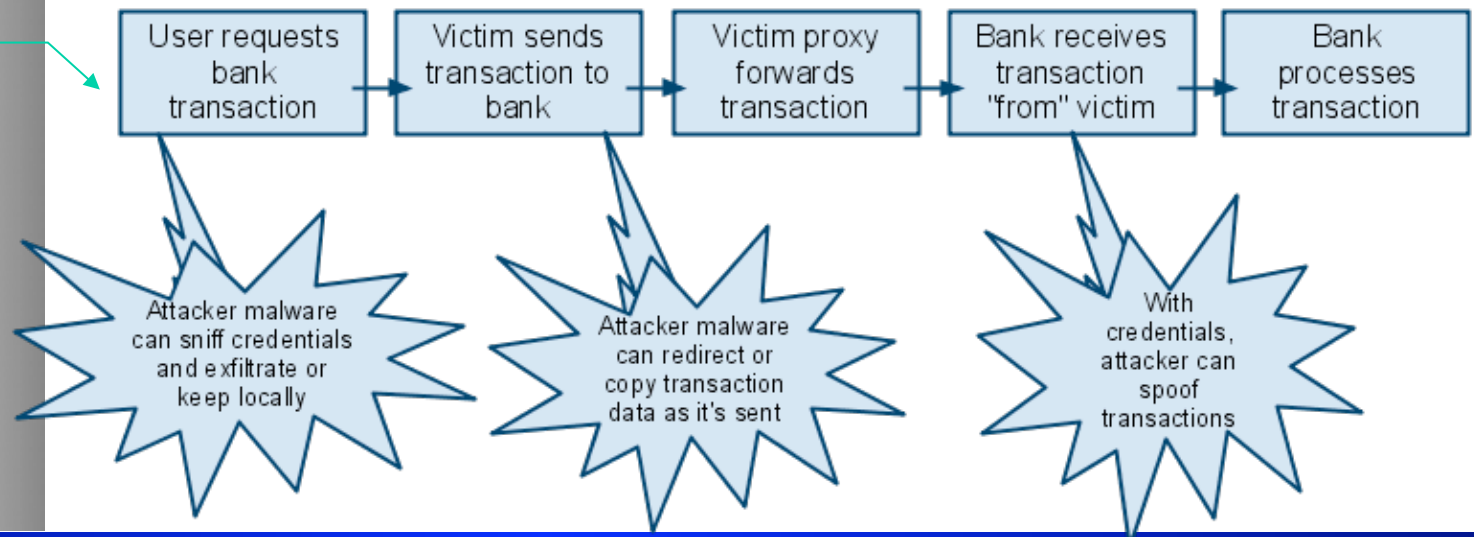 User requests
bank
transaction
Victim sends
transaction to
bank
Victim proxy
forwards
transaction
Bank receives
transaction
"from" victim
Bank
processes
transaction
Attacker malware
can sniff credentials
and exfiltrate or
keep locally
Attacker malware
can redirect or
copy transaction
data as it's sent
With
credentials,
attacker can
spoof
transactions